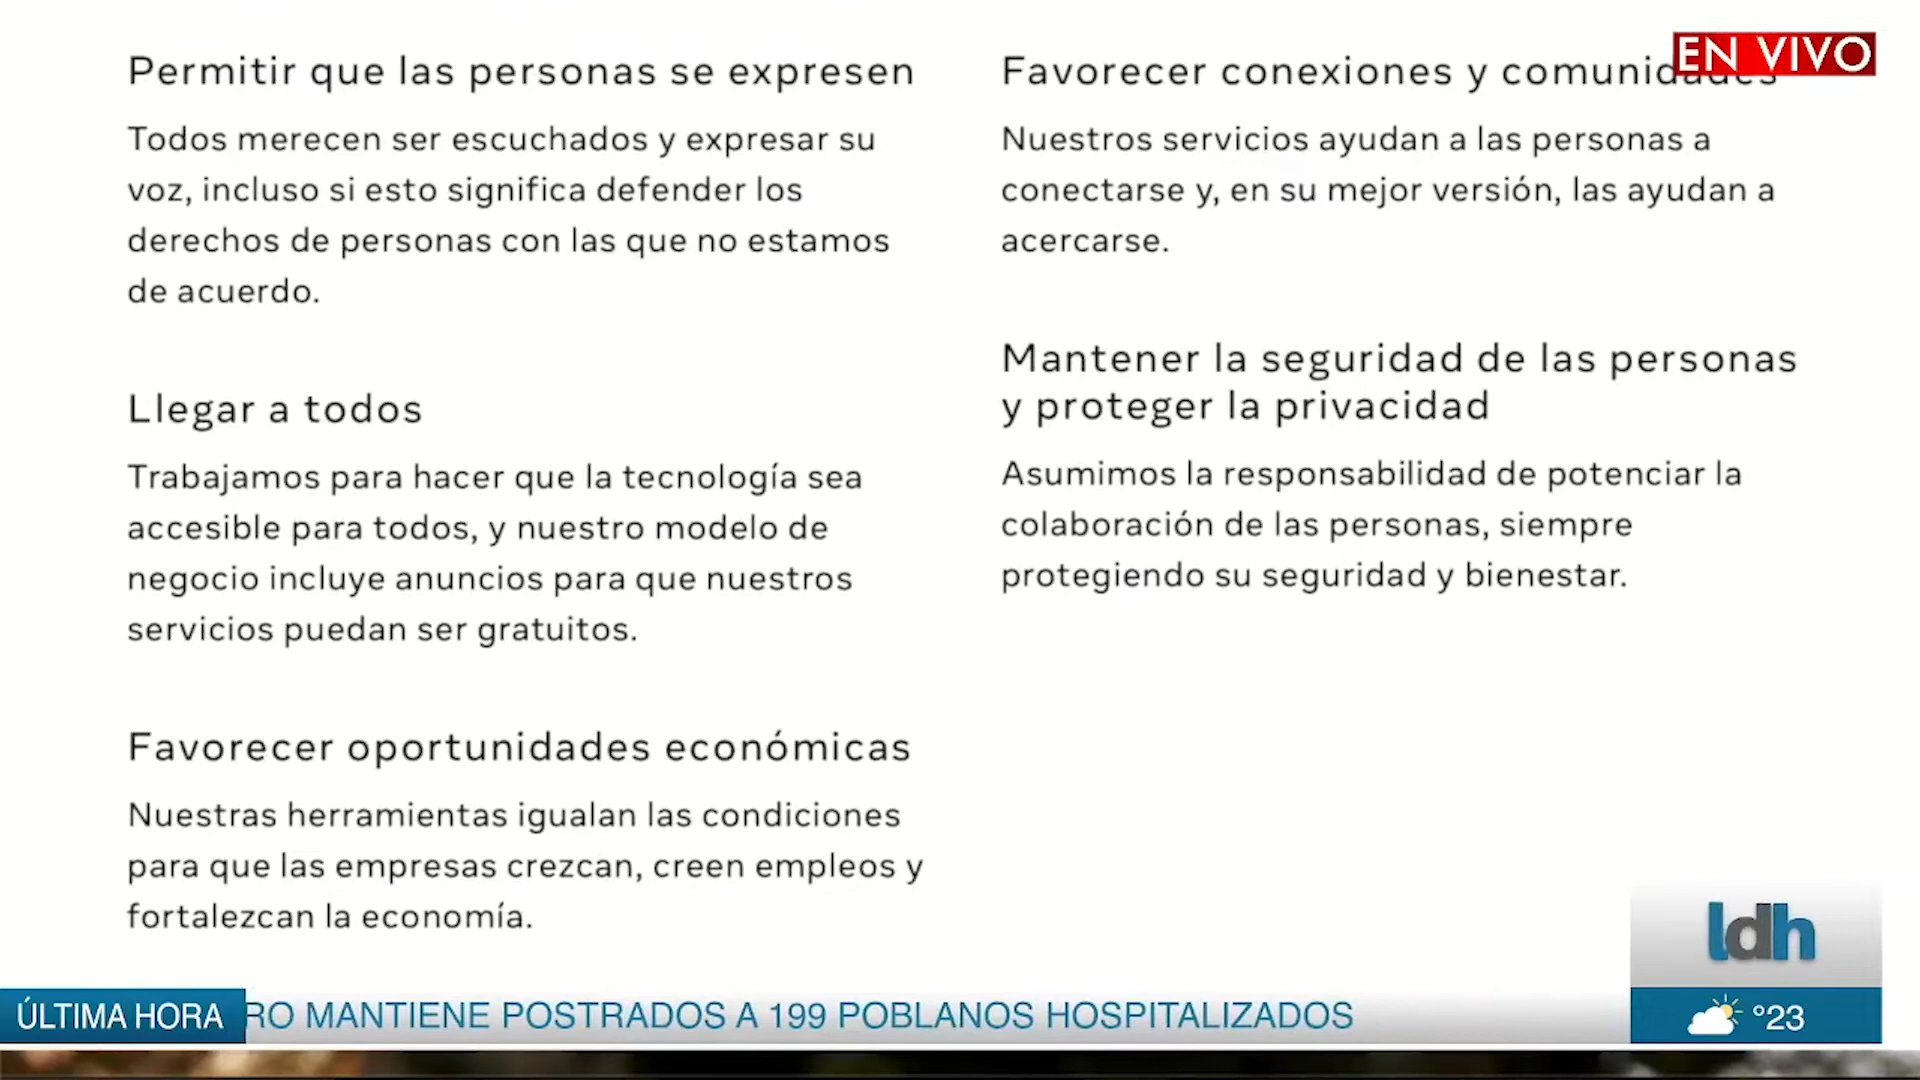 Permitir que las personas se expresen
Todos merecen ser escuchados y expresar su
voz, incluso si esto significa defender los
derechos de personas con las que no estamos
de acuerdo.
Llegar a todos
Trabajamos para hacer que la tecnología sea
accesible para todos, y nuestro modelo de
negocio incluye anuncios para que nuestros
servicios puedan ser gratuitos.
Favorecer oportunidades económicas
Nuestras herramientas igualan las condiciones
para que las empresas crezcan, creen empleos y
fortalezcan la economía.
EN VIVO
Favorecer conexiones y comunidades
Nuestros servicios ayudan a las personas a
conectarse y, en su mejor versión, las ayudan a
acercarse.
Mantener la seguridad de las personas
y proteger la privacidad
Asumimos la responsabilidad de potenciar la
colaboración de las personas, siempre
protegiendo su seguridad y bienestar.
ldh
°23
ÚLTIMA HORA
RO MANTIENE POSTRADOS A 199 POBLANOS HOSPITALIZADOS